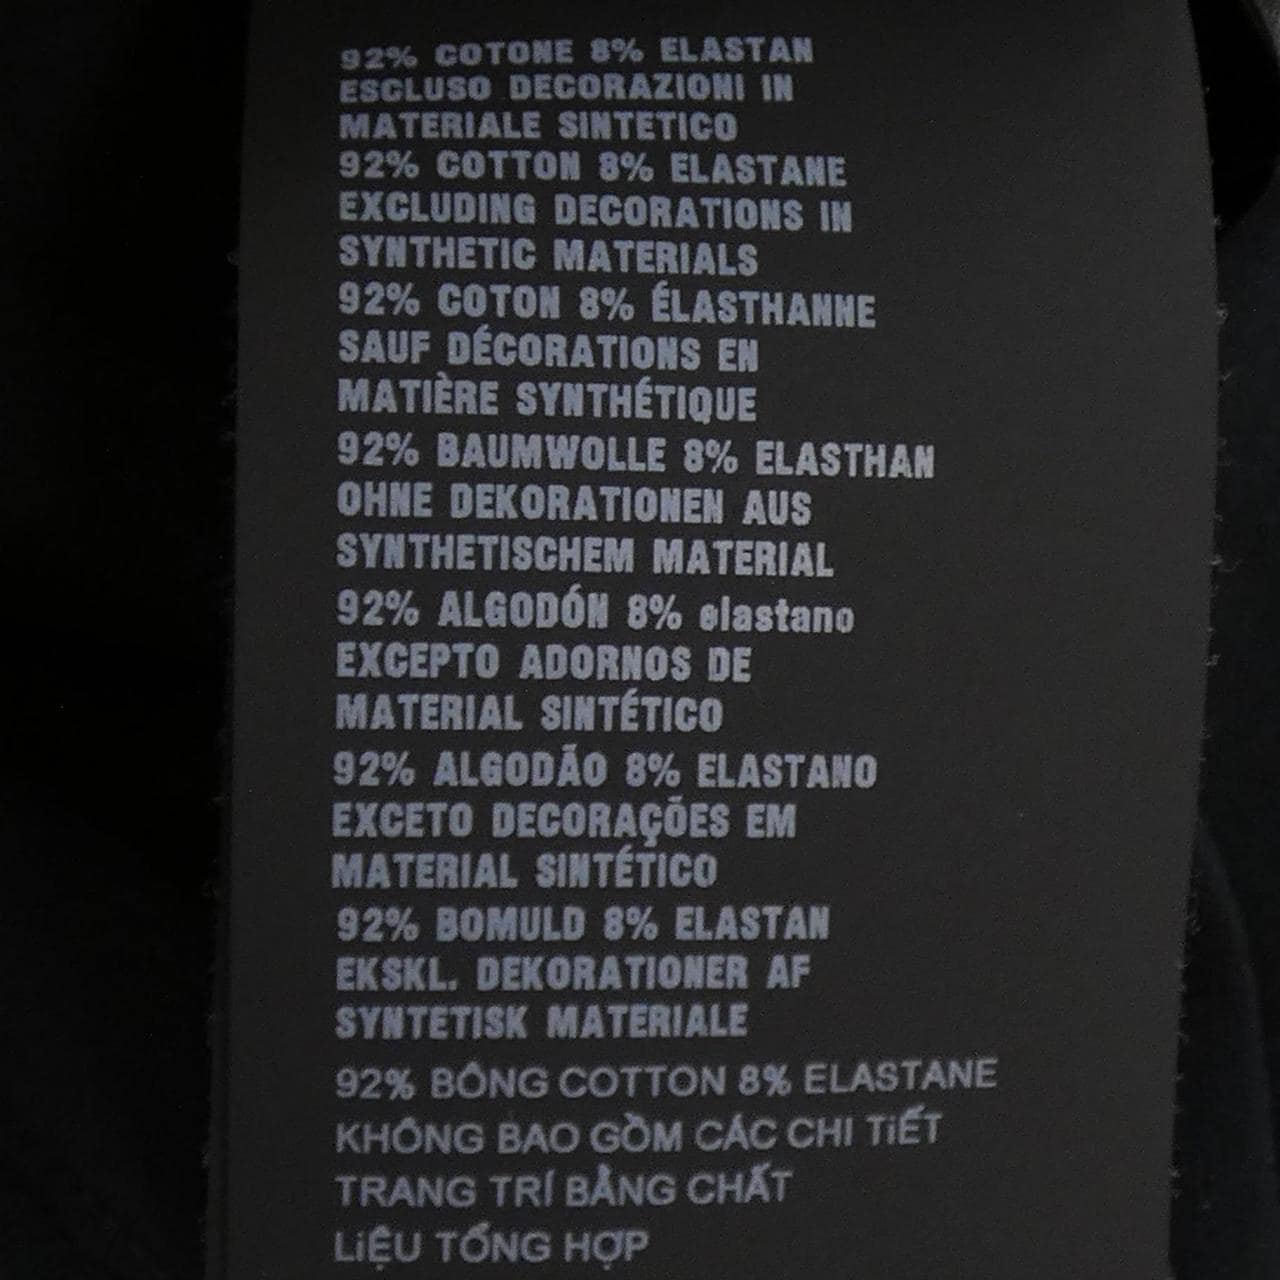 92% COTONE 8% ELASTAN
ESCLUSO DECORAZIONI IN
MATERIALE SINTETICO
92% COTTON 8% ELASTANE
EXCLUDING DECORATIONS IN
SYNTHETIC MATERIALS
92% COTON 8% ÉLASTHANNE
SAUF DÉCORATIONS EN
MATIÈRE SYNTHÉTIQUE
92% BAUMWOLLE 8% ELASTHAN
OHNE DEKORATIONEN AUS
SYNTHETISCHEM MATERIAL
92% ALGODÓN 8% elastano
EXCEPTO ADORNOS DE
MATERIAL SINTÉTICO
92% ALGODÃO 8% ELASTANO
EXCETO DECORAÇÕES EM
MATERIAL SINTÉTICO
92% BOMULD 8% ELASTAN
EKSKL. DEKORATIONER AF
SYNTETISK MATERIALE
92% BÔNG COTTON 8% ELASTANE
KHÔNG BAO GỒM CÁC CHI TiẾT
TRANG TRÍ BẰNG CHẤT
LiỆU TỔNG HỢP